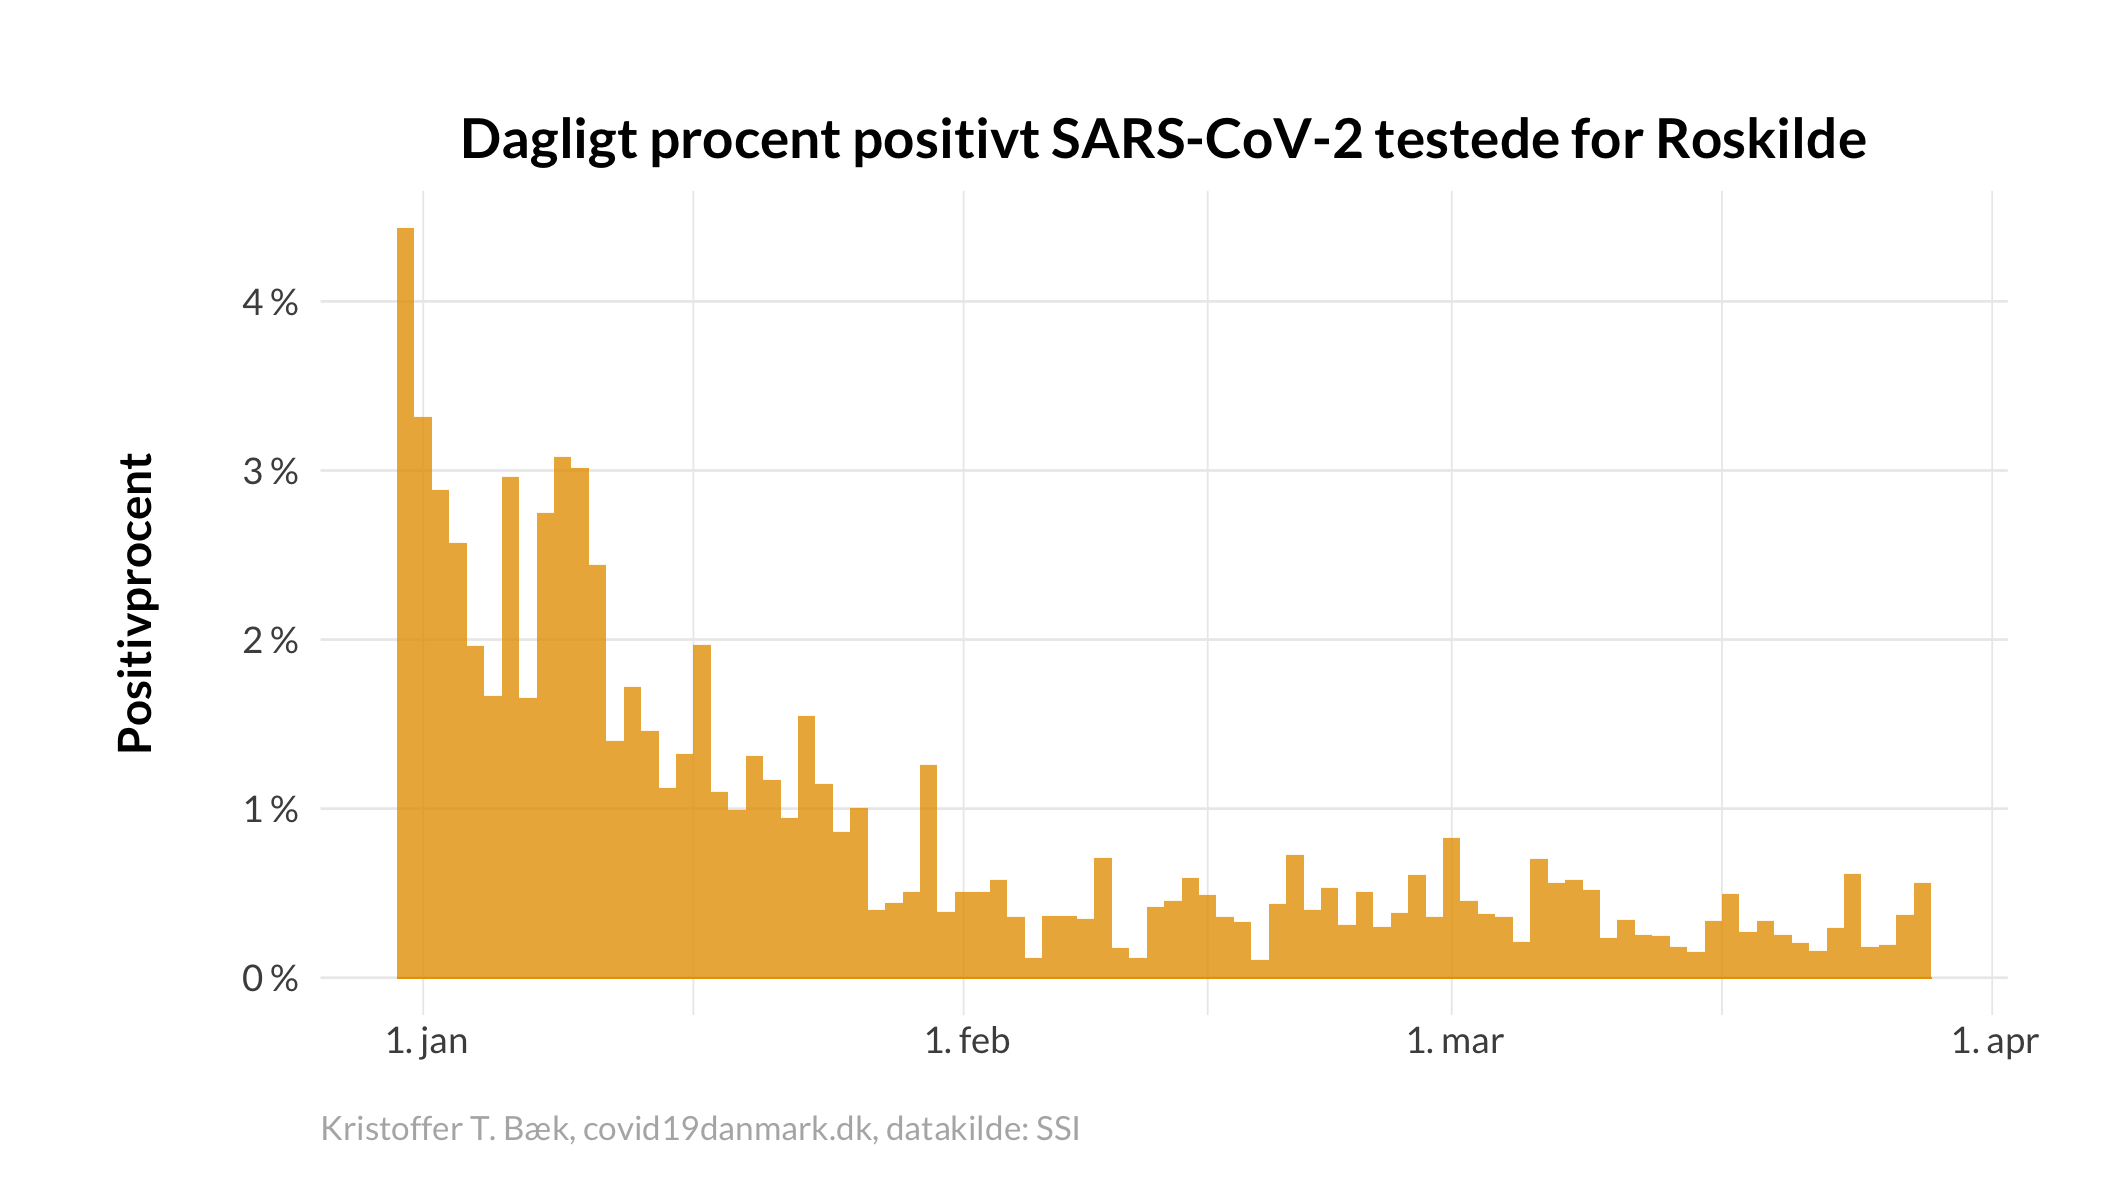 Dagligt procent positivt SARS-CoV-2 testede for Roskilde
Positivprocent
4 %
3 %
2 %
1 %
0 %
1. jan
1. feb
1. mar
1. apr
Kristoffer T. Bæk, covid19danmark.dk, datakilde: SSI